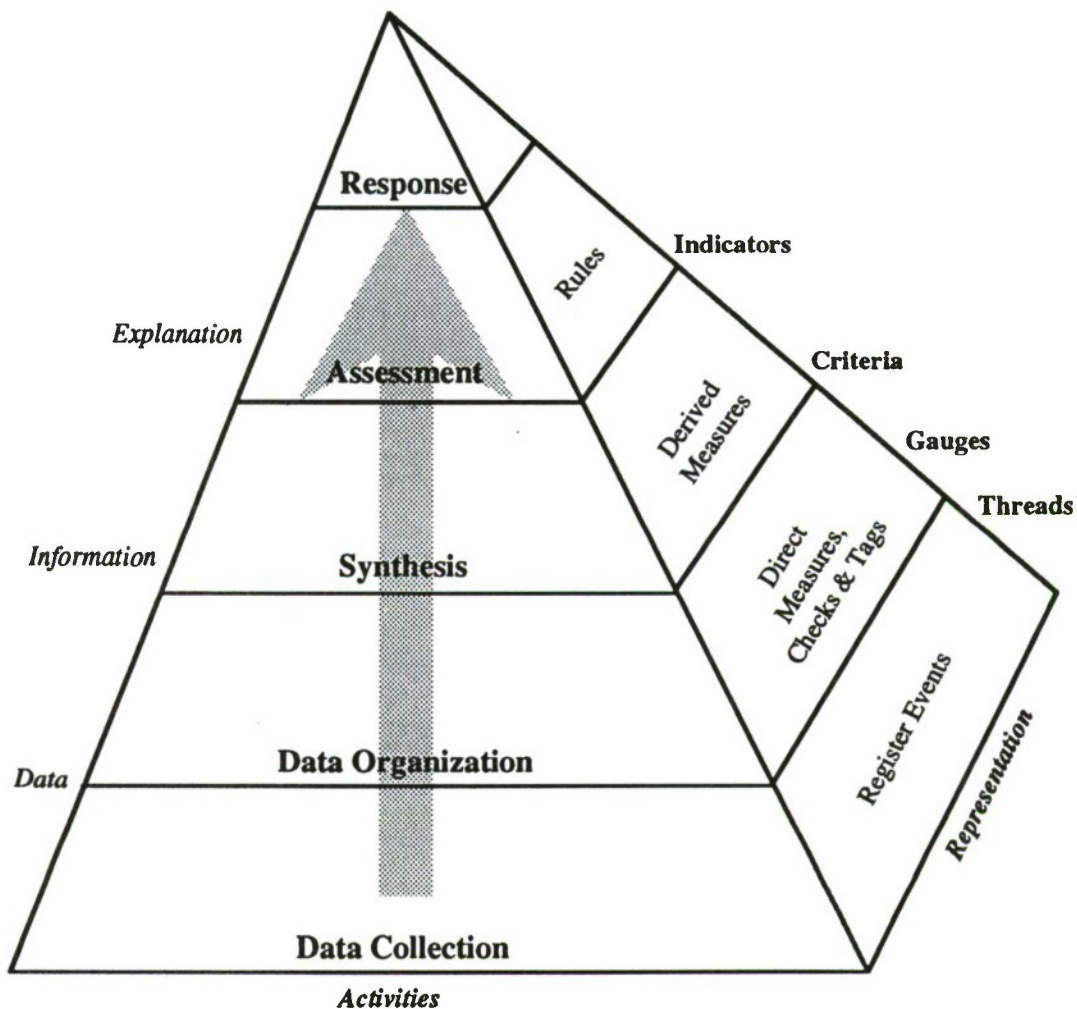 Response
Indicators
Rules
Explanation
Assessment
Criteria
Derived
Measures
Gauges
Threads
Information
Synthesis
Direct
Measures,
Checks & Tags
Register Events
Representation
Data
Data Organization
Data Collection
Activities